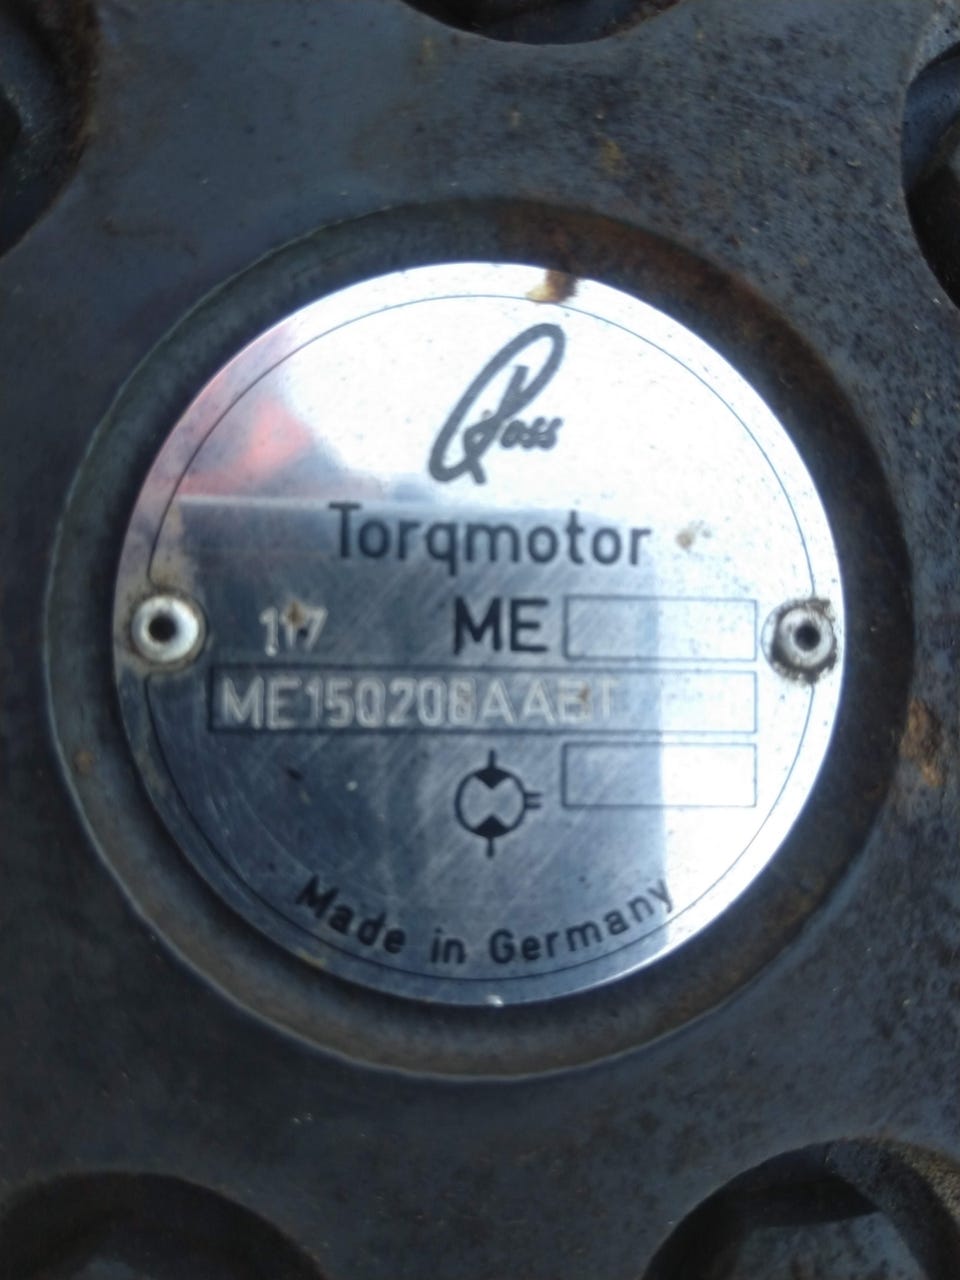 Ross
Torqmotor
117 ME
ME150208AABT
Made in Germany